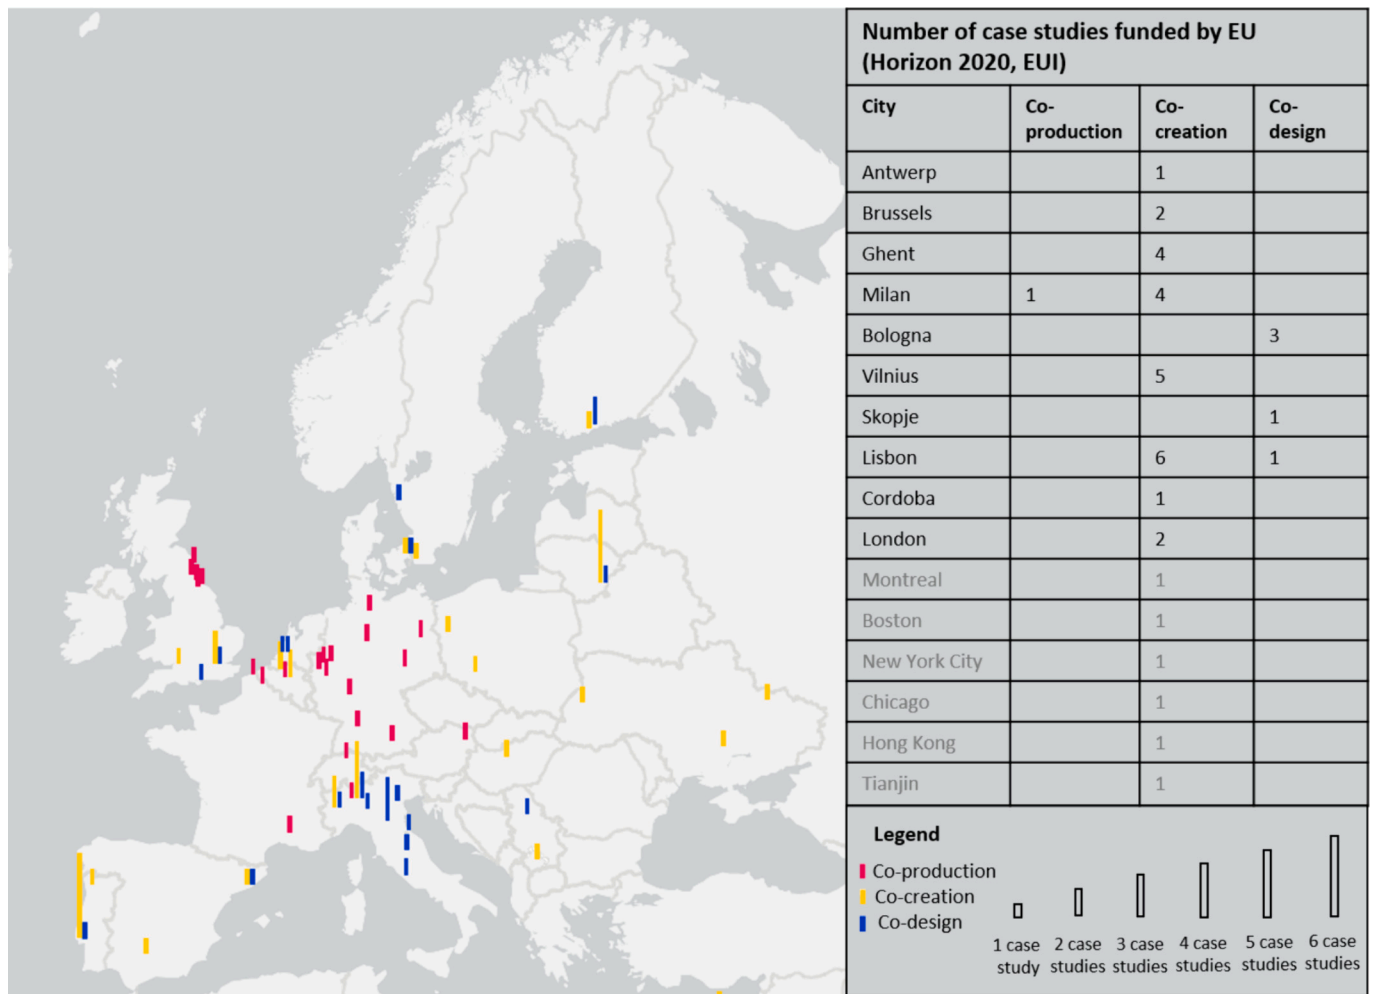 Number of case studies funded by EU
(Horizon 2020, EUI)
City Co-production Co-creation Co-design
Antwerp 1
Brussels 2
Ghent 4
Milan 1 4
Bologna 3
Vilnius 5
Skopje 1
Lisbon 6 1
Cordoba 1
London 2
Montreal 1
Boston 1
New York City 1
Chicago 1
Hong Kong 1
Tianjin 1
Legend
Co-production
Co-creation
Co-design
1 case study
2 case studies
3 case studies
4 case studies
5 case studies
6 case studies